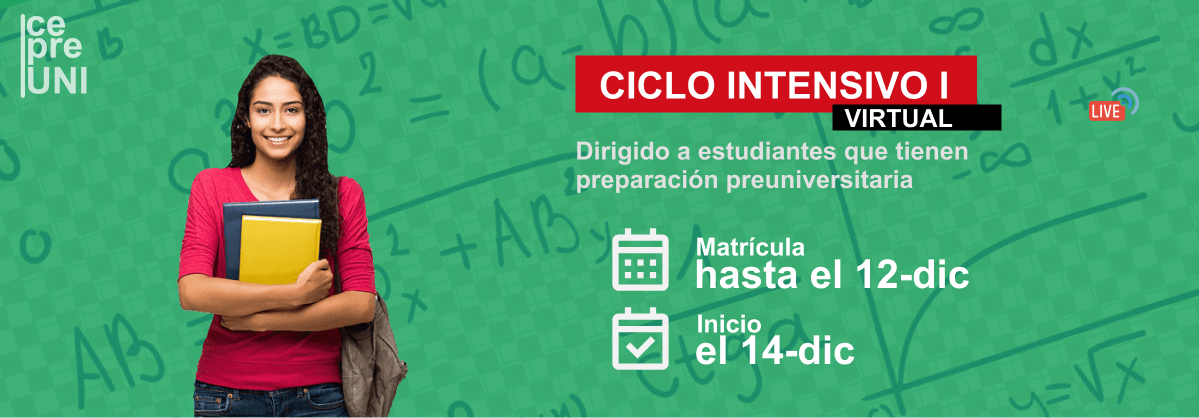 ce
pre
UNI
X=BD=
CICLO INTENSIVO I
VIRTUAL
LIVE
Dirigido a estudiantes que tienen
preparación preuniversitaria
Matrícula
hasta el 12-dic
Inicio
el 14-dic